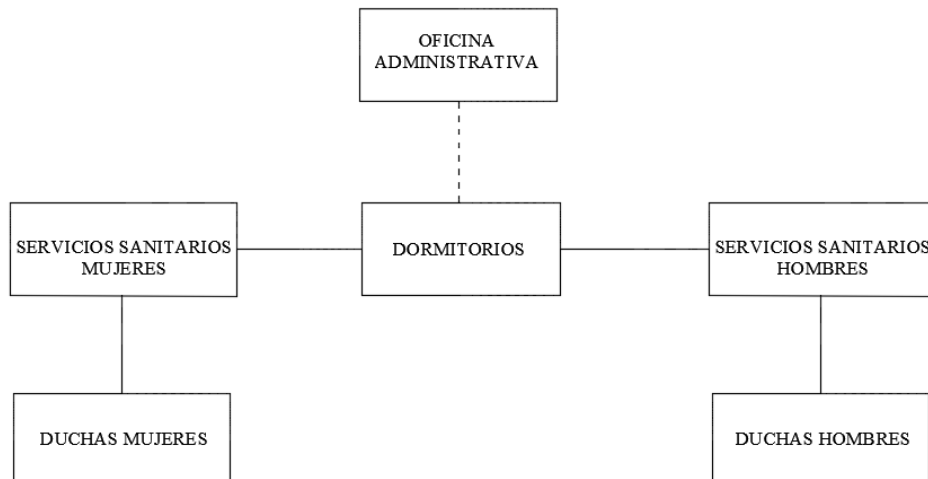 OFICINA
ADMINISTRATIVA
SERVICIOS SANITARIOS
MUJERES
DORMITORIOS
SERVICIOS SANITARIOS
HOMBRES
DUCHAS MUJERES
DUCHAS HOMBRES